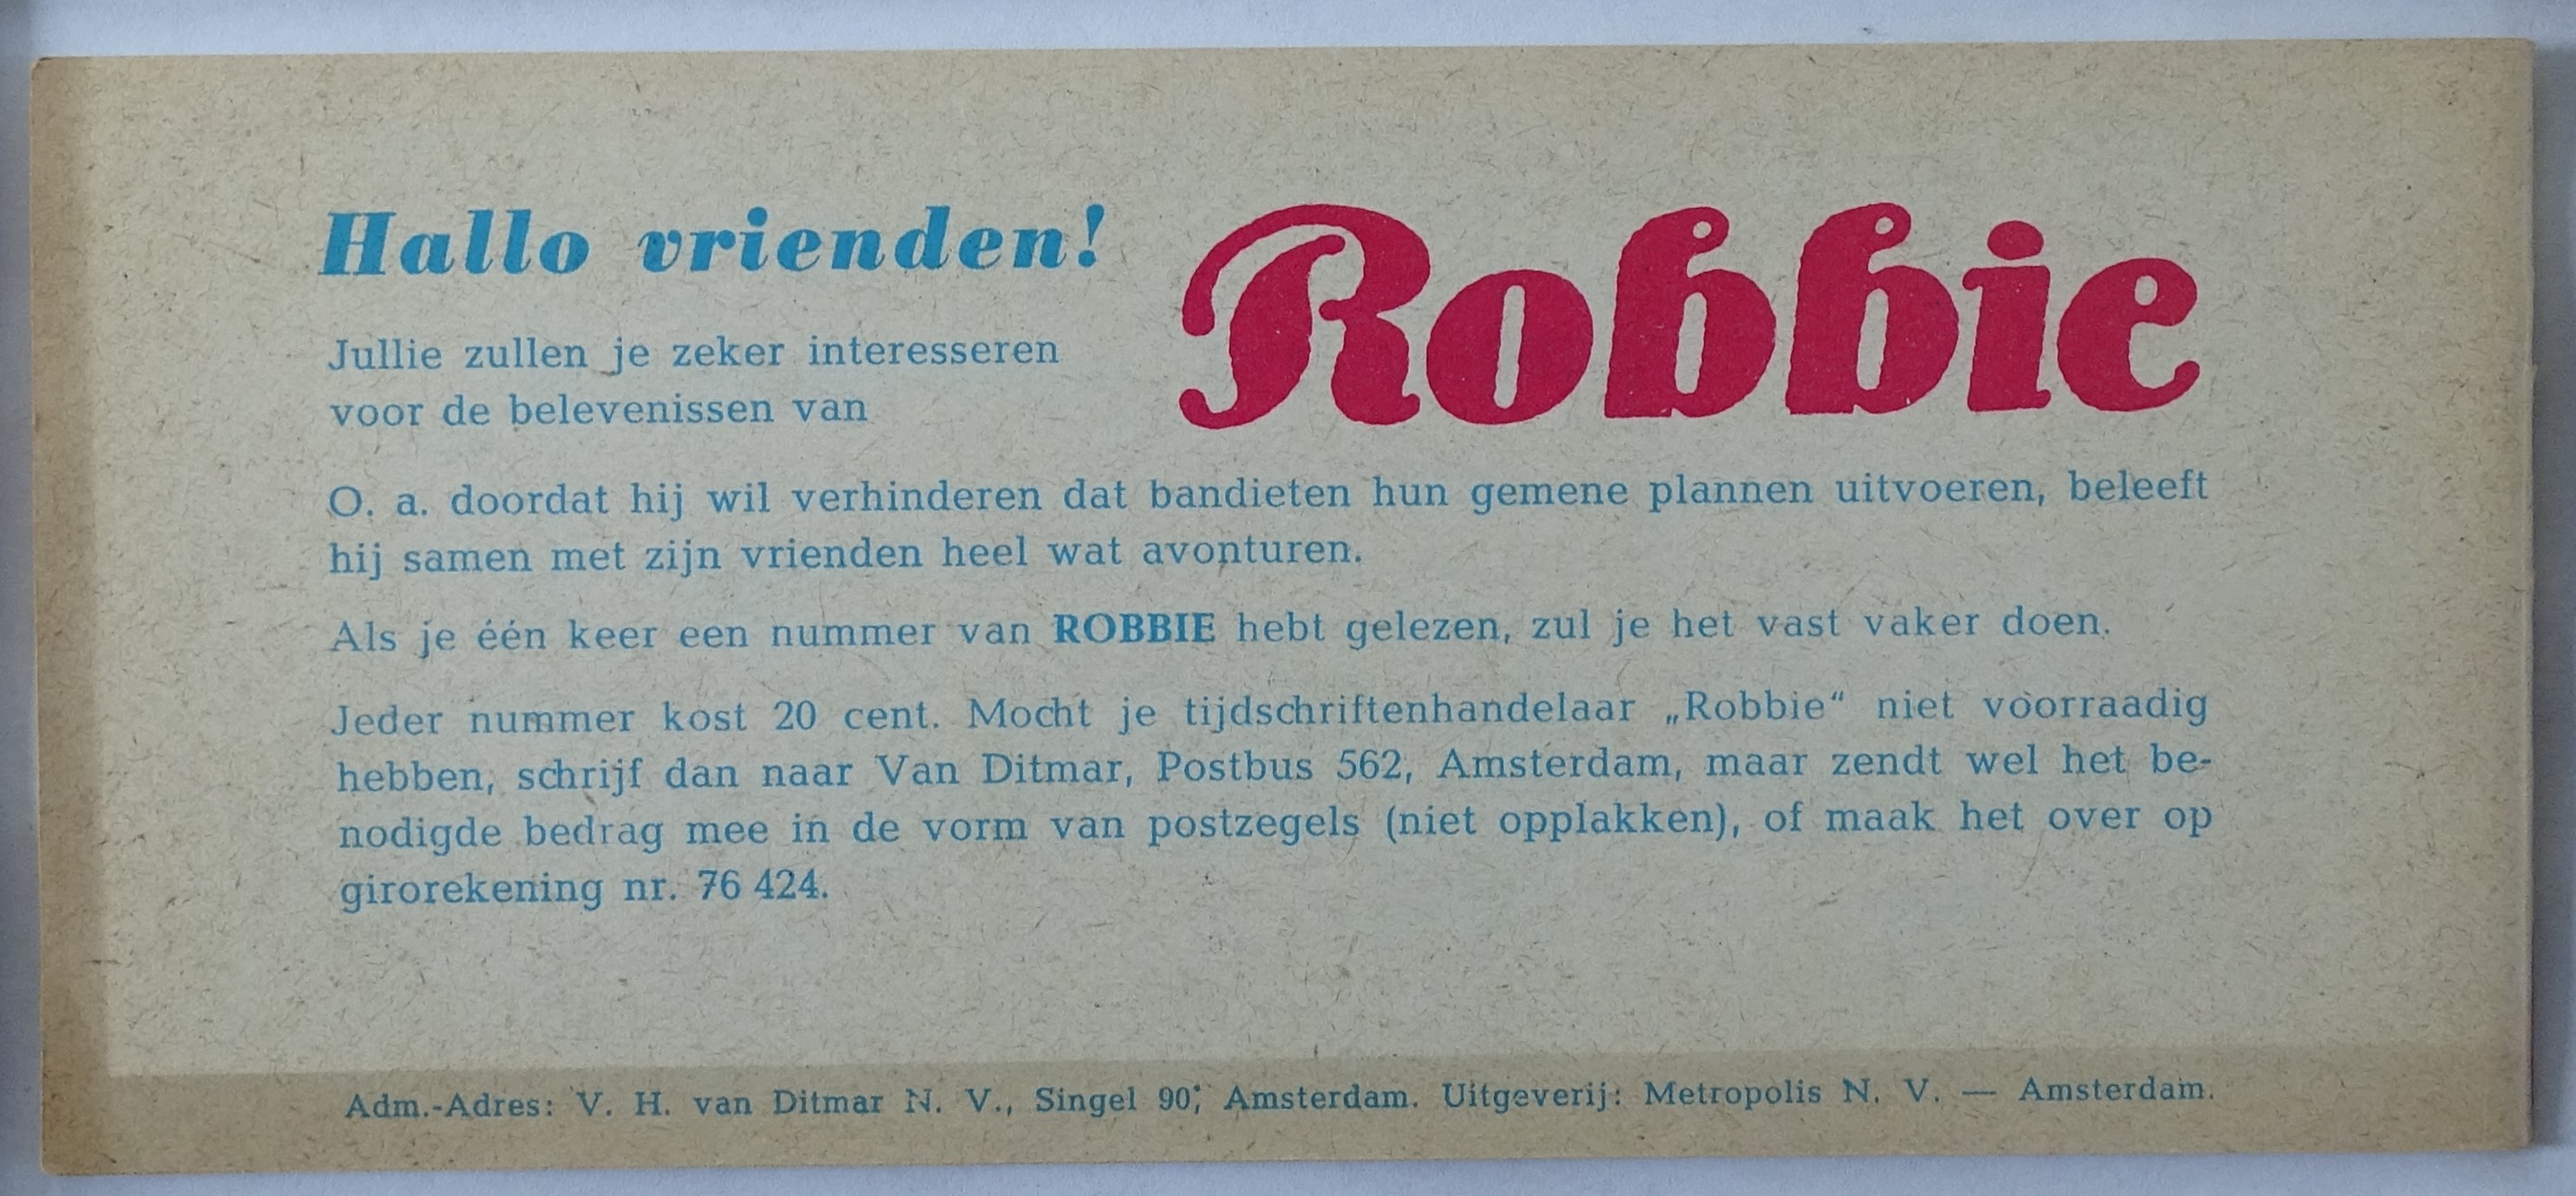 Hallo vrienden!
Jullie zullen je zeker interesseren
voor de belevenissen van
Robbie
O. a. doordat hij wil verhinderen dat bandieten hun gemene plannen uitvoeren, beleeft
hij samen met zijn vrienden heel wat avonturen.
Als je één keer een nummer van ROBBIE hebt gelezen, zul je het vast vaker doen.
Jeder nummer kost 20 cent. Mocht je tijdschriftenhandelaar „Robbie“ niet voorraadig
hebben, schrijf dan naar Van Ditmar, Postbus 562, Amsterdam, maar zendt wel het be-
nodigde bedrag mee in de vorm van postzegels (niet opplakken), of maak het over op
girorekening nr. 76 424.
Adm.-Adres: V. H. van Ditmar N. V., Singel 90; Amsterdam. Uitgeverij: Metropolis N. V. — Amsterdam.